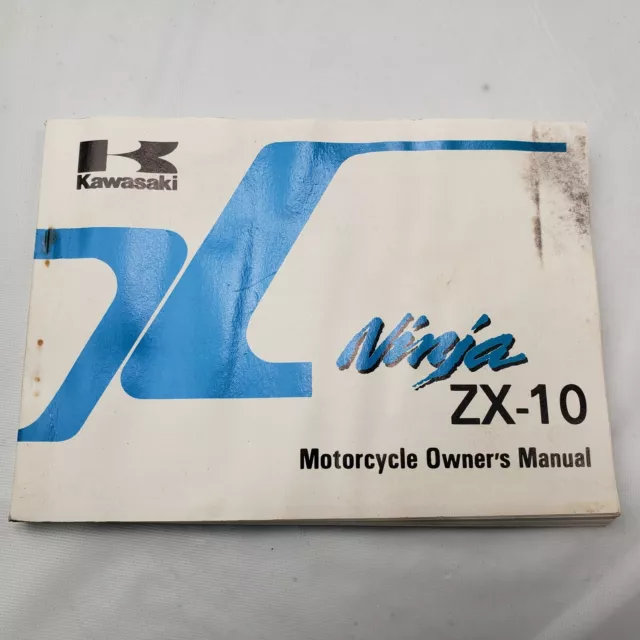 Kawasaki
Ninja
ZX-10
Motorcycle Owner's Manual